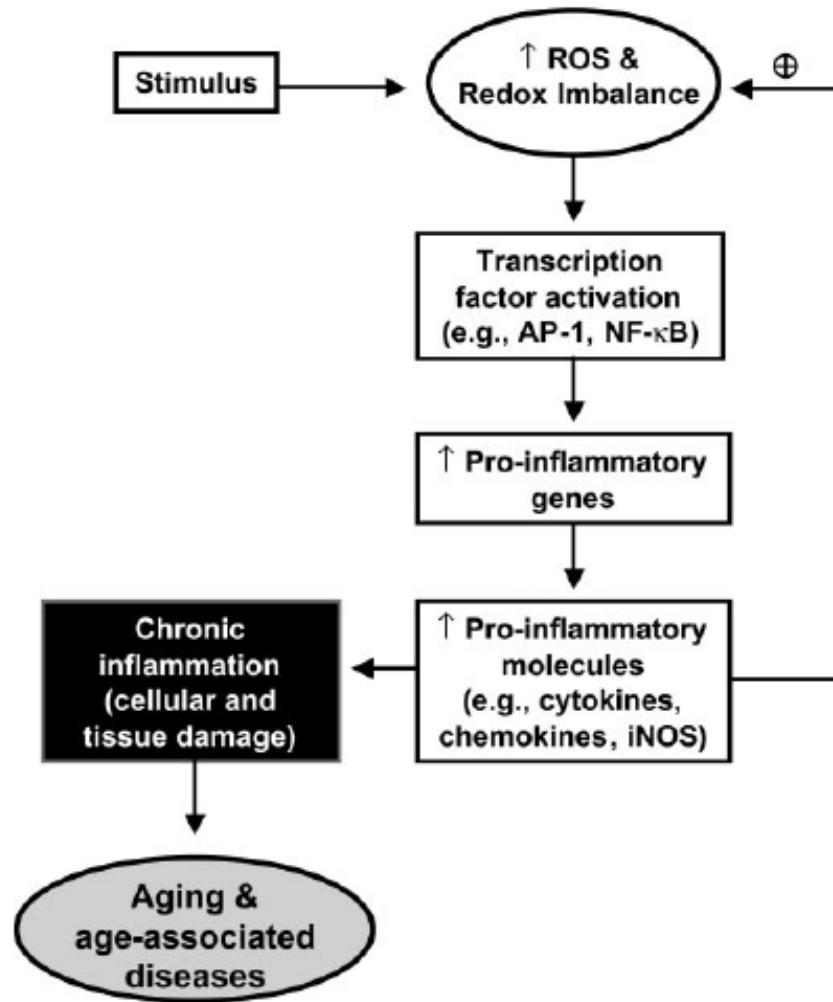 Stimulus
↑ ROS &
Redox Imbalance
⊕
Transcription
factor activation
(e.g., AP-1, NF-κB)
↑ Pro-inflammatory
genes
↑ Pro-inflammatory
molecules
(e.g., cytokines,
chemokines, iNOS)
Chronic
inflammation
(cellular and
tissue damage)
Aging &
age-associated
diseases